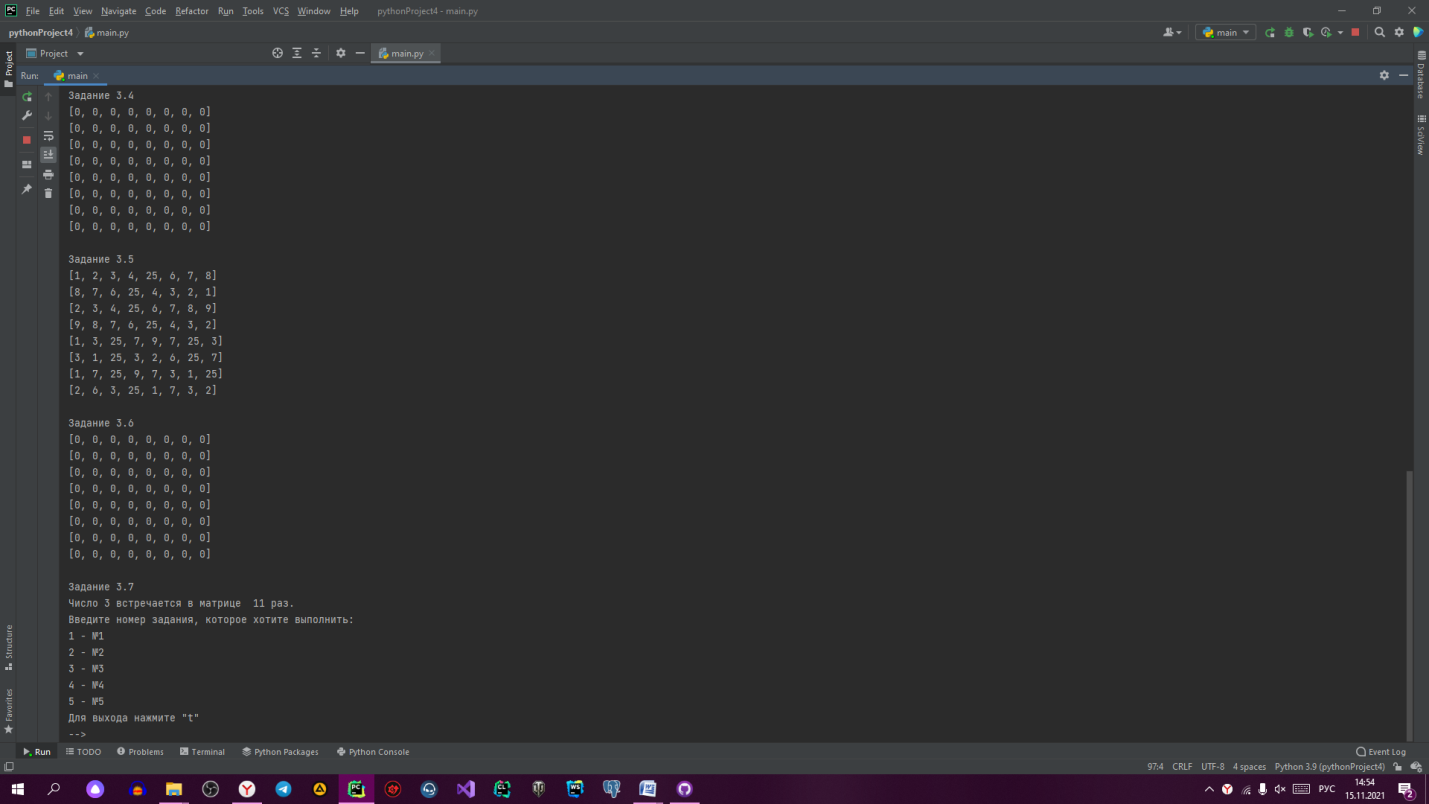 File Edit View Navigate Code Refactor Run Tools VCS Window Help pythonProject4 - main.py
pythonProject4 main.py main
Project main.py
Run: main
Задание 3.4
[0, 0, 0, 0, 0, 0, 0, 0]
[0, 0, 0, 0, 0, 0, 0, 0]
[0, 0, 0, 0, 0, 0, 0, 0]
[0, 0, 0, 0, 0, 0, 0, 0]
[0, 0, 0, 0, 0, 0, 0, 0]
[0, 0, 0, 0, 0, 0, 0, 0]
[0, 0, 0, 0, 0, 0, 0, 0]
[0, 0, 0, 0, 0, 0, 0, 0]
Задание 3.5
[1, 2, 3, 4, 25, 6, 7, 8]
[8, 7, 6, 25, 4, 3, 2, 1]
[2, 3, 4, 25, 6, 7, 8, 9]
[9, 8, 7, 6, 25, 4, 3, 2]
[1, 3, 25, 7, 9, 7, 25, 3]
[3, 1, 25, 3, 2, 6, 25, 7]
[1, 7, 25, 9, 7, 3, 1, 25]
[2, 6, 3, 25, 1, 7, 3, 2]
Задание 3.6
[0, 0, 0, 0, 0, 0, 0, 0]
[0, 0, 0, 0, 0, 0, 0, 0]
[0, 0, 0, 0, 0, 0, 0, 0]
[0, 0, 0, 0, 0, 0, 0, 0]
[0, 0, 0, 0, 0, 0, 0, 0]
[0, 0, 0, 0, 0, 0, 0, 0]
[0, 0, 0, 0, 0, 0, 0, 0]
[0, 0, 0, 0, 0, 0, 0, 0]
Задание 3.7
Число 3 встречается в матрице  11 раз.
Введите номер задания, которое хотите выполнить:
1 - №1
2 - №2
3 - №3
4 - №4
5 - №5
Для выхода нажмите "t"
-->
Project
Structure
Favorites
Database
SciView
Run TODO Problems Terminal Python Packages Python Console Event Log
97:4 CRLF UTF-8 4 spaces Python 3.9 (pythonProject4)
РУС
14:54
15.11.2021
2